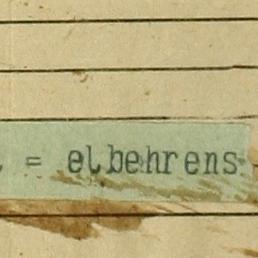 = elbehrens